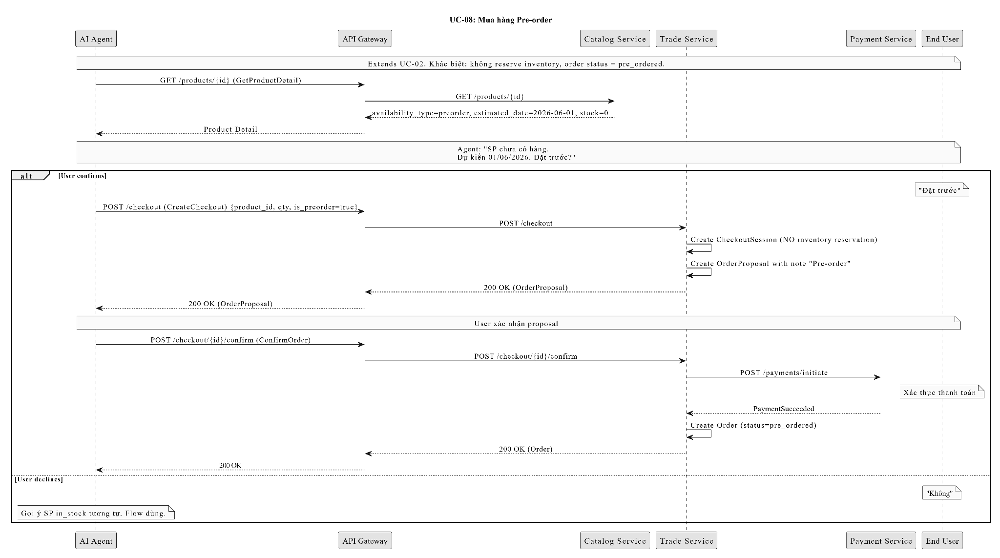 UC-08: Mua hàng Pre-order
AI Agent
API Gateway
Catalog Service
Trade Service
Payment Service
End User
Extends UC-02. Khác biệt: không reserve inventory, order status = pre_ordered.
GET /products/{id} (GetProductDetail)
GET /products/{id}
availability_type=preorder, estimated_date=2026-06-01, stock=0
Product Detail
Agent: "SP chưa có hàng.
Dự kiến 01/06/2026. Đặt trước?"
alt
[User confirms]
"Đặt trước"
POST /checkout (CreateCheckout) {product_id, qty, is_preorder=true}
POST /checkout
Create CheckoutSession (NO inventory reservation)
Create OrderProposal with note "Pre-order"
200 OK (OrderProposal)
200 OK (OrderProposal)
User xác nhận proposal
POST /checkout/{id}/confirm (ConfirmOrder)
POST /checkout/{id}/confirm
POST /payments/initiate
Xác thực thanh toán
PaymentSucceeded
Create Order (status=pre_ordered)
200 OK (Order)
200 OK
[User declines]
"Không"
Gợi ý SP in_stock tương tự. Flow dừng.
AI Agent
API Gateway
Catalog Service
Trade Service
Payment Service
End User